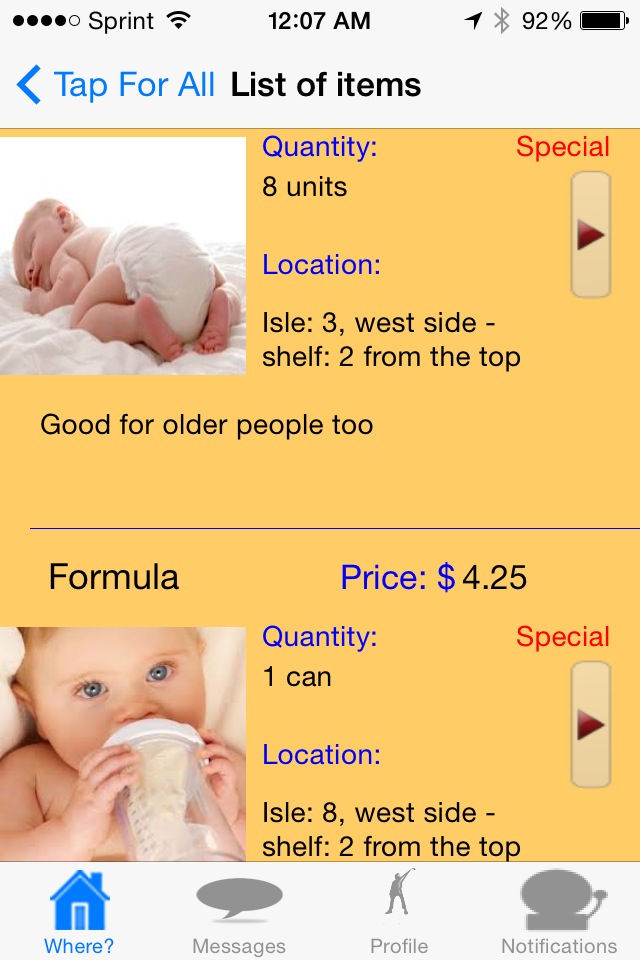 Sprint 12:07 AM 92%
Tap For All List of items
Quantity: Special
8 units
Location:
Isle: 3, west side -
shelf: 2 from the top
Good for older people too
Formula Price: $ 4.25
Quantity: Special
1 can
Location:
Isle: 8, west side -
shelf: 2 from the top
Where? Messages Profile Notifications